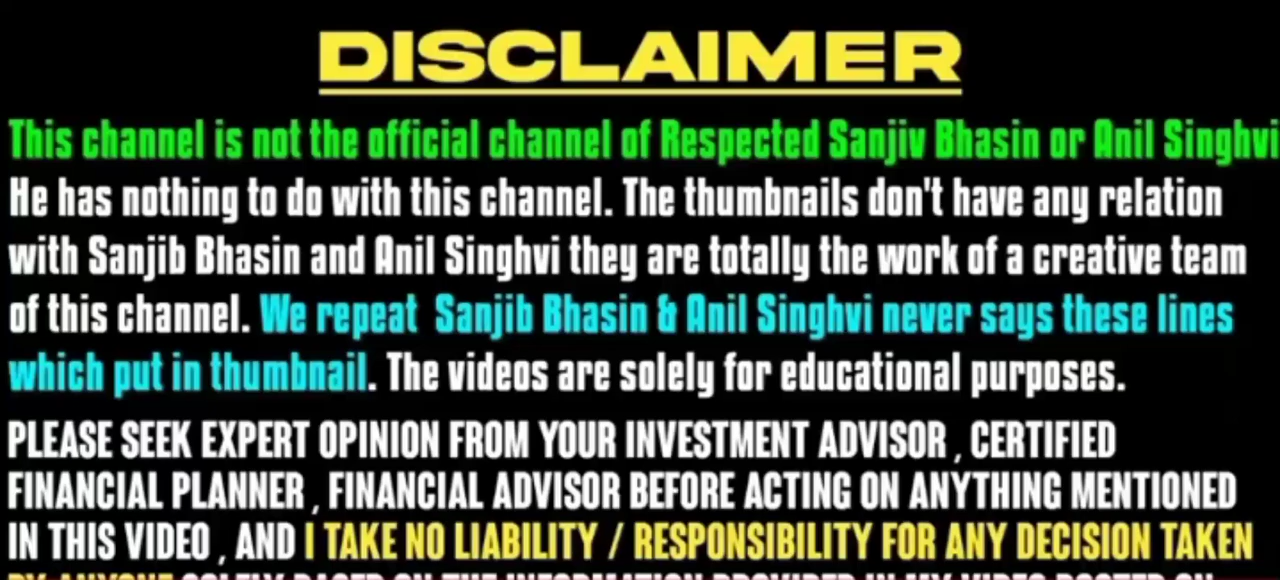 DISCLAIMER
This channel is not the official channel of Respected Sanjiv Bhasin or Anil Singhvi
He has nothing to do with this channel. The thumbnails don't have any relation
with Sanjib Bhasin and Anil Singhvi they are totally the work of a creative team
of this channel. We repeat Sanjib Bhasin & Anil Singhvi never says these lines
which put in thumbnail. The videos are solely for educational purposes.
PLEASE SEEK EXPERT OPINION FROM YOUR INVESTMENT ADVISOR , CERTIFIED
FINANCIAL PLANNER , FINANCIAL ADVISOR BEFORE ACTING ON ANYTHING MENTIONED
IN THIS VIDEO , AND I TAKE NO LIABILITY / RESPONSIBILITY FOR ANY DECISION TAKEN